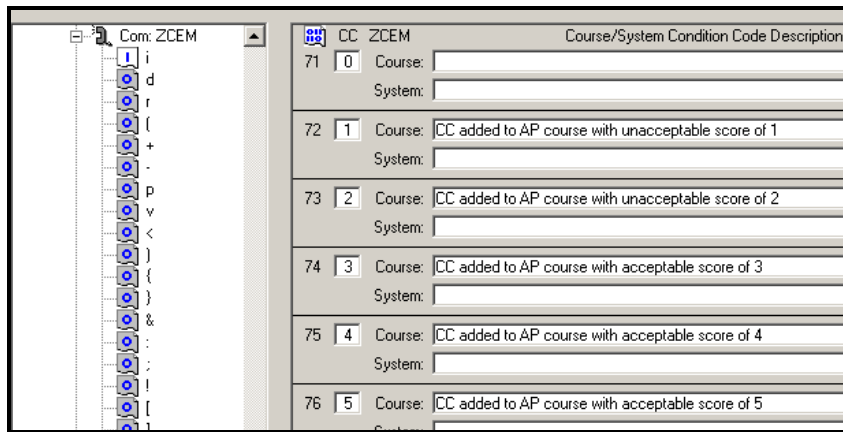 Com: ZCEM
i
d
r
(
+
-
p
v
<
)
{
}
&
:
;
!
[
]
CC ZCEM Course/System Condition Code Description
71 0 Course:
System:
72 1 Course: CC added to AP course with unacceptable score of 1
System:
73 2 Course: CC added to AP course with unacceptable score of 2
System:
74 3 Course: CC added to AP course with acceptable score of 3
System:
75 4 Course: CC added to AP course with acceptable score of 4
System:
76 5 Course: CC added to AP course with acceptable score of 5